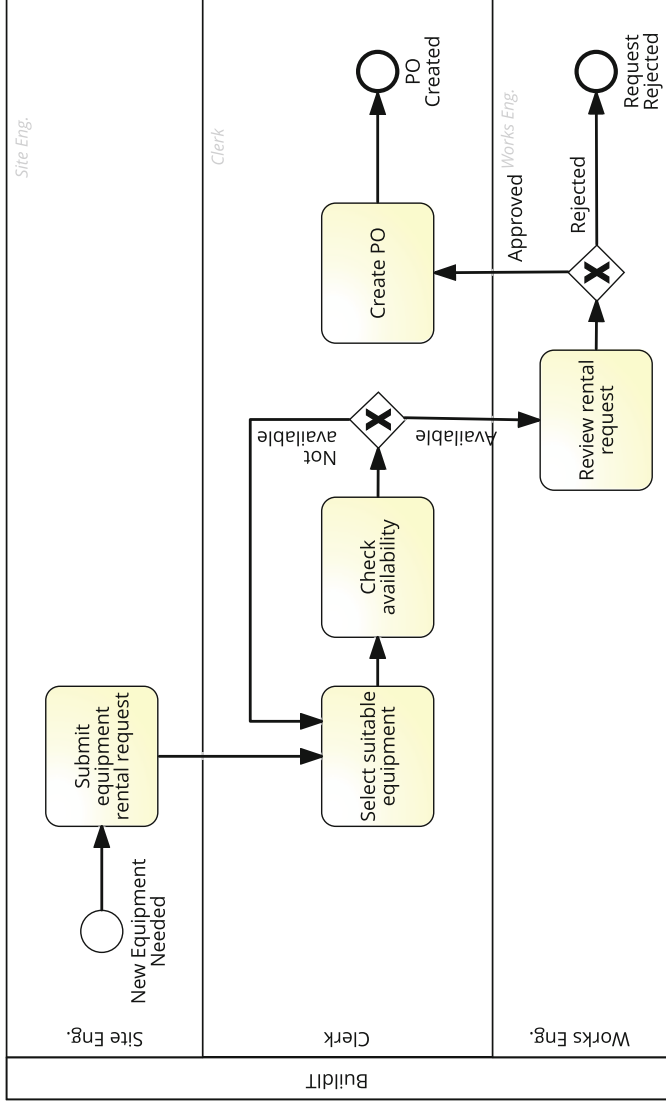 BuildIT
Site Eng.
Site Eng.
New Equipment
Needed
Submit
equipment
rental request
Clerk
Clerk
Select suitable
equipment
Check
availability
Not
available
Available
Create PO
PO
Created
Works Eng.
Works Eng.
Review rental
request
Approved
Rejected
Request
Rejected